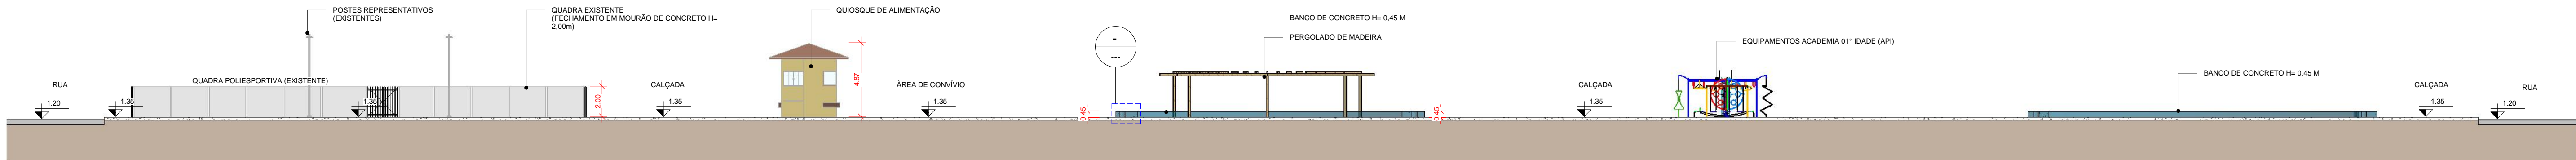 POSTES REPRESENTATIVOS
(EXISTENTES)
QUADRA EXISTENTE
(FECHAMENTO EM MOURÃO DE CONCRETO H=
2,00m)
QUIOSQUE DE ALIMENTAÇÃO
BANCO DE CONCRETO H= 0,45 M
PERGOLADO DE MADEIRA
EQUIPAMENTOS ACADEMIA 01° IDADE (API)
BANCO DE CONCRETO H= 0,45 M
RUA
QUADRA POLIESPORTIVA (EXISTENTE)
CALÇADA
ÀREA DE CONVÍVIO
CALÇADA
CALÇADA
RUA
1.20
1.35
1.35
2.00
1.35
4.87
1.35
0.45
-
---
0.45
1.35
1.35
1.20